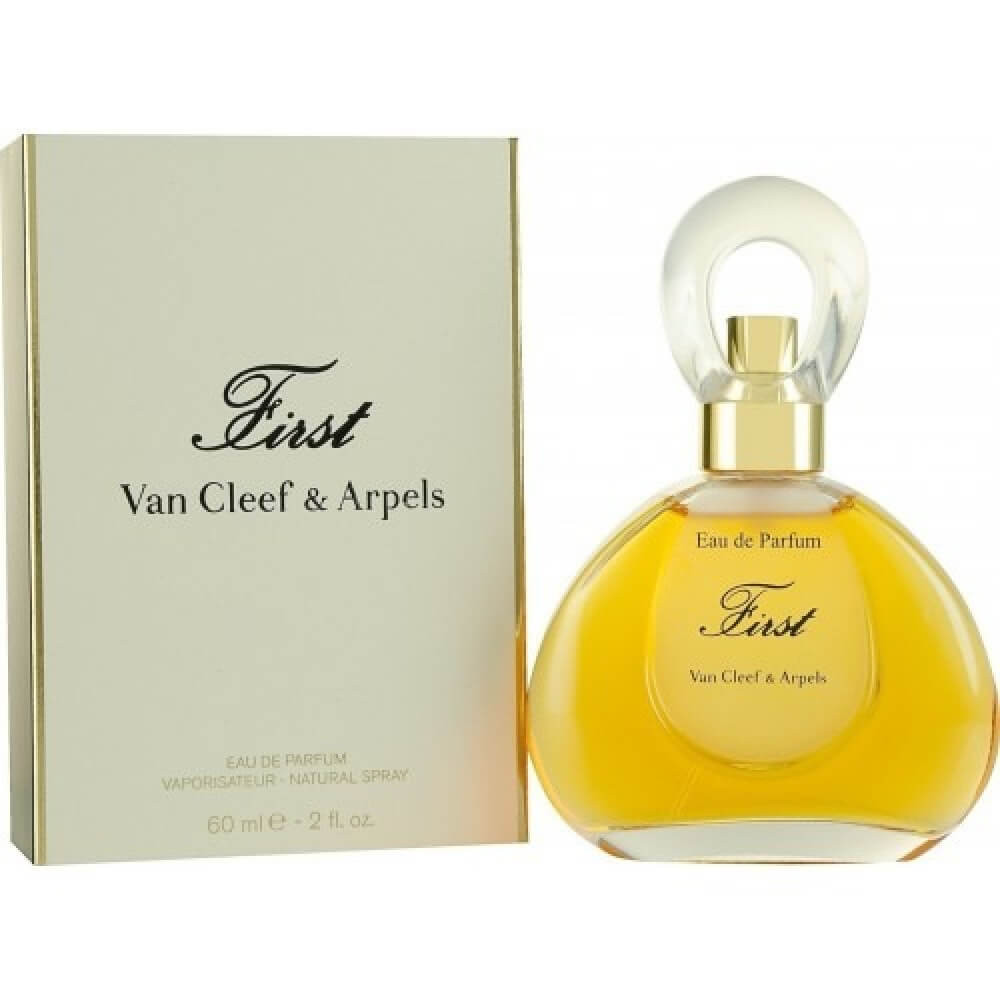 First
Van Cleef & Arpels
EAU DE PARFUM
VAPORISATEUR - NATURAL SPRAY
60 ml ℮ - 2 fl. oz.
Eau de Parfum
First
Van Cleef & Arpels